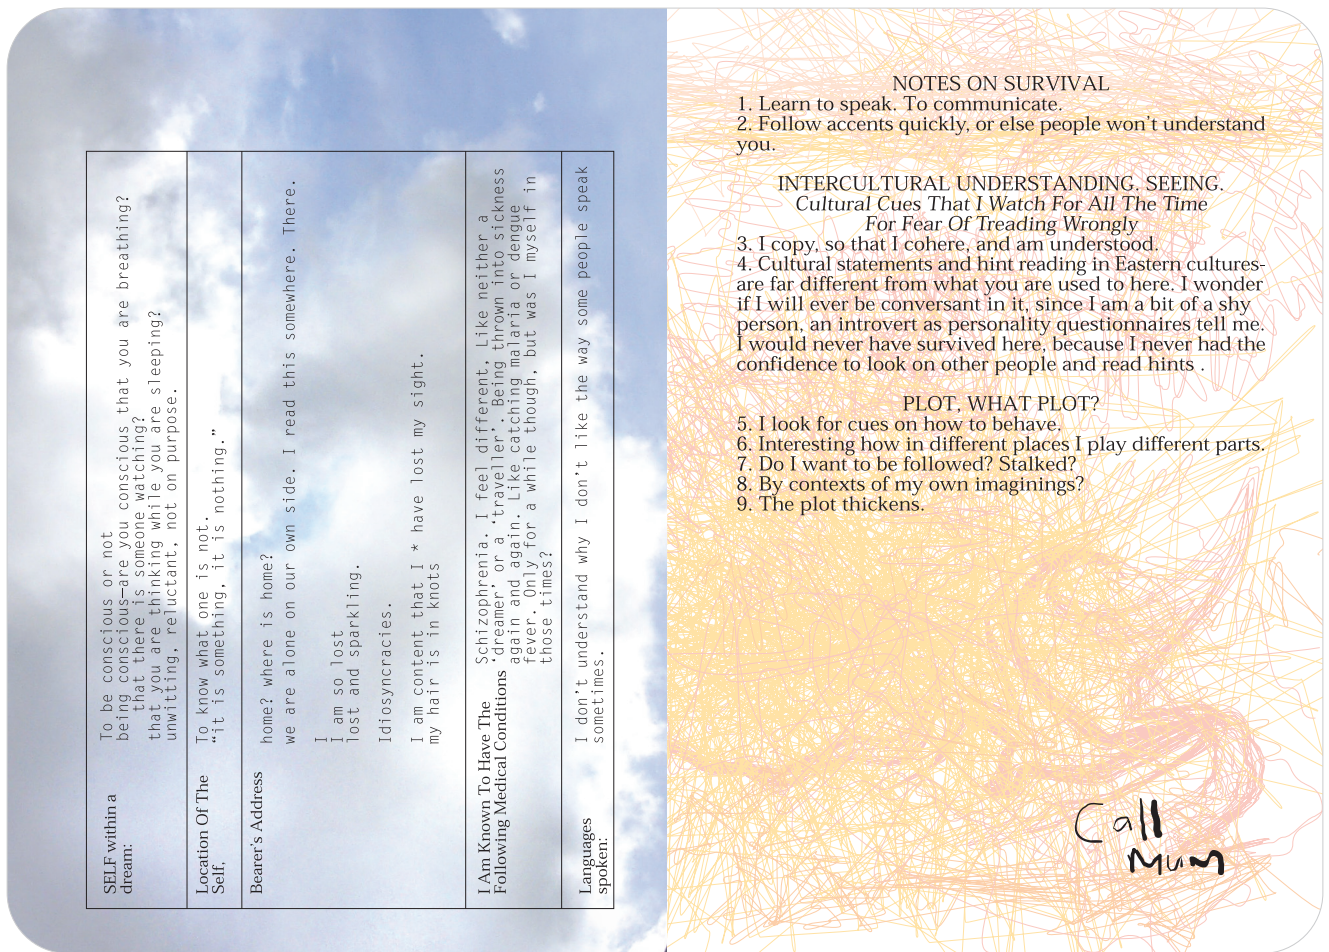 SELF within a
dream:
To be conscious or not
being conscious—are you conscious that you are breathing?
that there is someone watching?
that you are thinking while you are sleeping?
unwitting, reluctant, not on purpose.
Location Of The
Self,
To know what one is not.
“it is something, it is nothing.”
Bearer's Address
home? where is home?
we are alone on our own side. I read this somewhere. There.
I
I am so lost
lost and sparkling.
Idiosyncracies.
I am content that I * have lost my sight.
my hair is in knots
I Am Known To Have The
Following Medical Conditions
Schizophrenia. I feel different, Like neither a
‘dreamer’ or a ‘traveller’. Being thrown into sickness
again and again. Like catching malaria or dengue
fever. Only for a while though, but was I myself in
those times?
Languages
spoken:
I don’t understand why I don’t like the way some people speak
sometimes.
NOTES ON SURVIVAL
1. Learn to speak. To communicate.
2. Follow accents quickly, or else people won’t understand
you.
INTERCULTURAL UNDERSTANDING. SEEING.
Cultural Cues That I Watch For All The Time
For Fear Of Treading Wrongly
3. I copy, so that I cohere, and am understood.
4. Cultural statements and hint reading in Eastern cultures-
are far different from what you are used to here. I wonder
if I will ever be conversant in it, since I am a bit of a shy
person, an introvert as personality questionnaires tell me.
I would never have survived here, because I never had the
confidence to look on other people and read hints .
PLOT, WHAT PLOT?
5. I look for cues on how to behave.
6. Interesting how in different places I play different parts.
7. Do I want to be followed? Stalked?
8. By contexts of my own imaginings?
9. The plot thickens.
Call
Mum